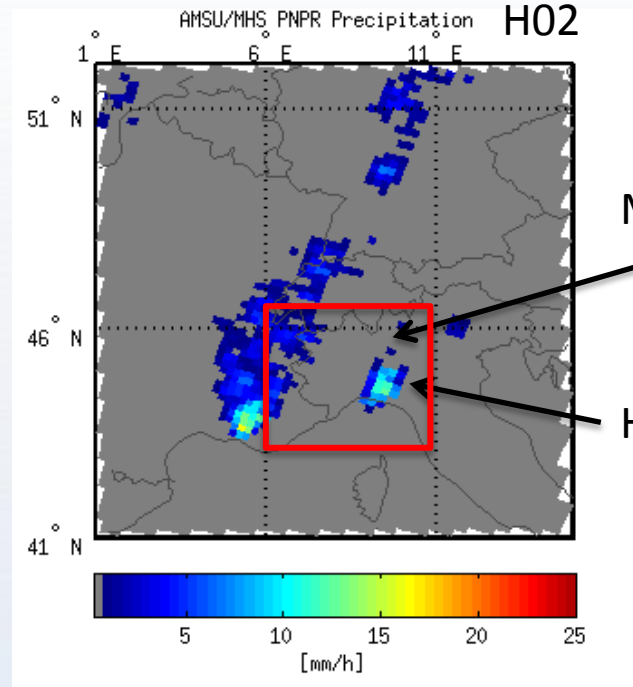 AMSU/MHS PNPR Precipitation H02
1 ° E 6 ° E 11 ° E
51 ° N
M
46 ° N
H
41 ° N
5 10 15 20 25
[mm/h]